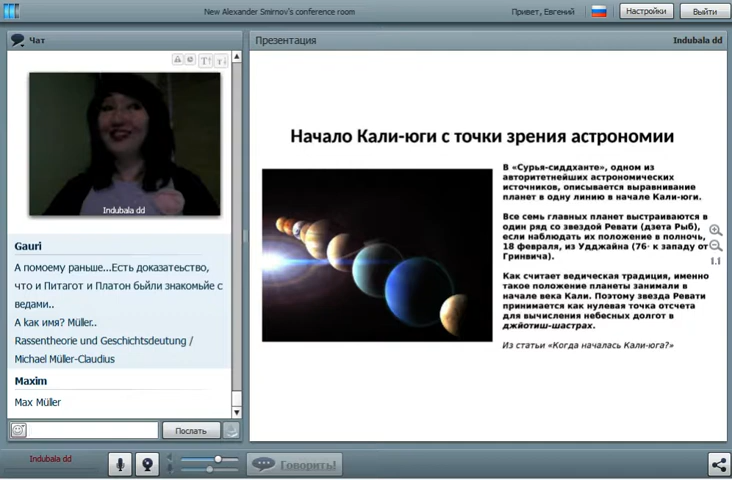 New Alexander Smirnov's conference room
Привет, Евгений
Настройки
Выйти
Чат
Indubala dd
Gauri
А помоему раньше...Есть доказатеьство,
что и Питагот и Платон бьйли знакомьйе с
ведами..
А как имя? Müller..
Rassentheorie und Geschichtsdeutung /
Michael Müller-Claudius
Maxim
Max Müller
Послать
Indubala dd
Говорить!
Презентация
Indubala dd
Начало Кали-юги с точки зрения астрономии
В «Сурья-сиддханте», одном из
авторитетнейших астрономических
источников, описывается выравнивание
планет в одну линию в начале Кали-юги.
Все семь главных планет выстраиваются в
один ряд со звездой Ревати (дзета Рыб),
если наблюдать их положение в полночь,
18 февраля, из Удджайна (76· к западу от
Гринвича).
Как считает ведическая традиция, именно
такое положение планеты занимали в
начале века Кали. Поэтому звезда Ревати
принимается как нулевая точка отсчета
для вычисления небесных долгот в
джйотиш-шастрах.
Из статьи «Когда началась Кали-юга?»
1:1